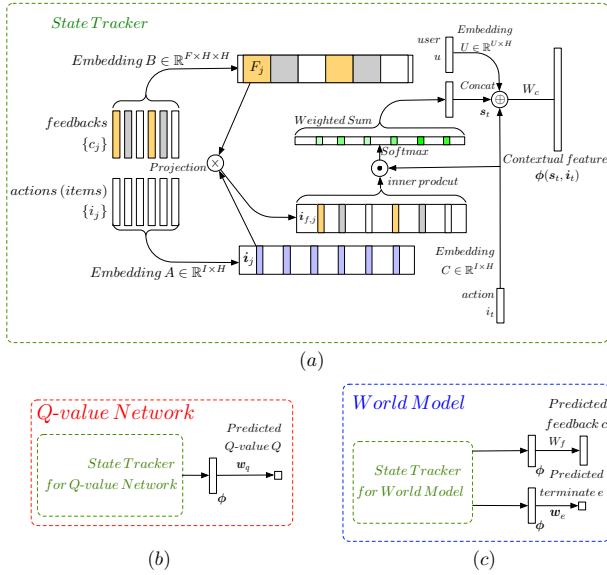 State Tracker
Embedding B ∈ ℝ^{F×H×H}
F_j
user
u
Embedding
U ∈ ℝ^{U×H}
feedbacks
{c_j}
Projection
×
actions (items)
{i_j}
Embedding A ∈ ℝ^{I×H}
i_j
i_{f,j}
Weighted Sum
Softmax
inner prodcut
Concat
s_t
⊕
W_c
Contextual feature
ϕ(s_t, i_t)
Embedding
C ∈ ℝ^{I×H}
action
i_t
(a)
Q-value Network
State Tracker
for Q-value Network
Predicted
Q-value Q
w_q
ϕ
(b)
World Model
State Tracker
for World Model
Predicted
feedback c
W_f
ϕ
Predicted
terminate e
w_e
ϕ
(c)